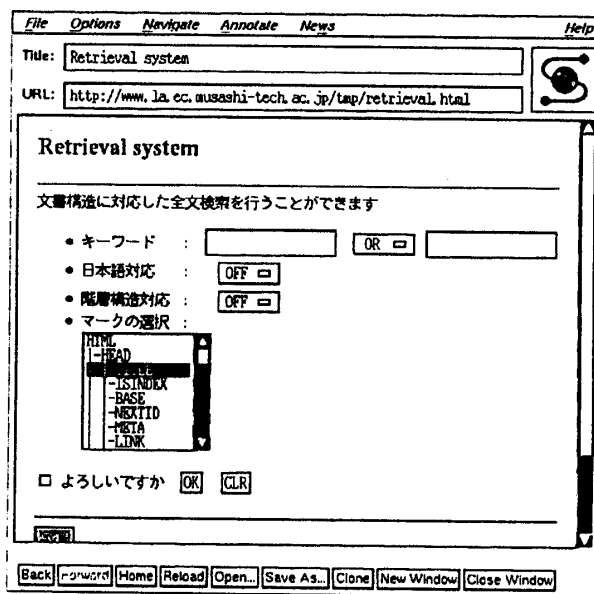 File Options Navigate Annotate News Help
Title: Retrieval system
URL: http://www.la.ec.musashi-tech.ac.jp/tmp/retrieval.html
Retrieval system
文書構造に対応した全文検索を行うことができます
● キーワード : OR
● 日本語対応 : OFF
● 階層構造対応 : OFF
● マークの選択 :
HTML
|-HEAD
-ISINDEX
-BASE
-NEXTID
-META
-LINK
よろしいですか OK CLR
Back Forward Home Reload Open... Save As... Clone New Window Close Window